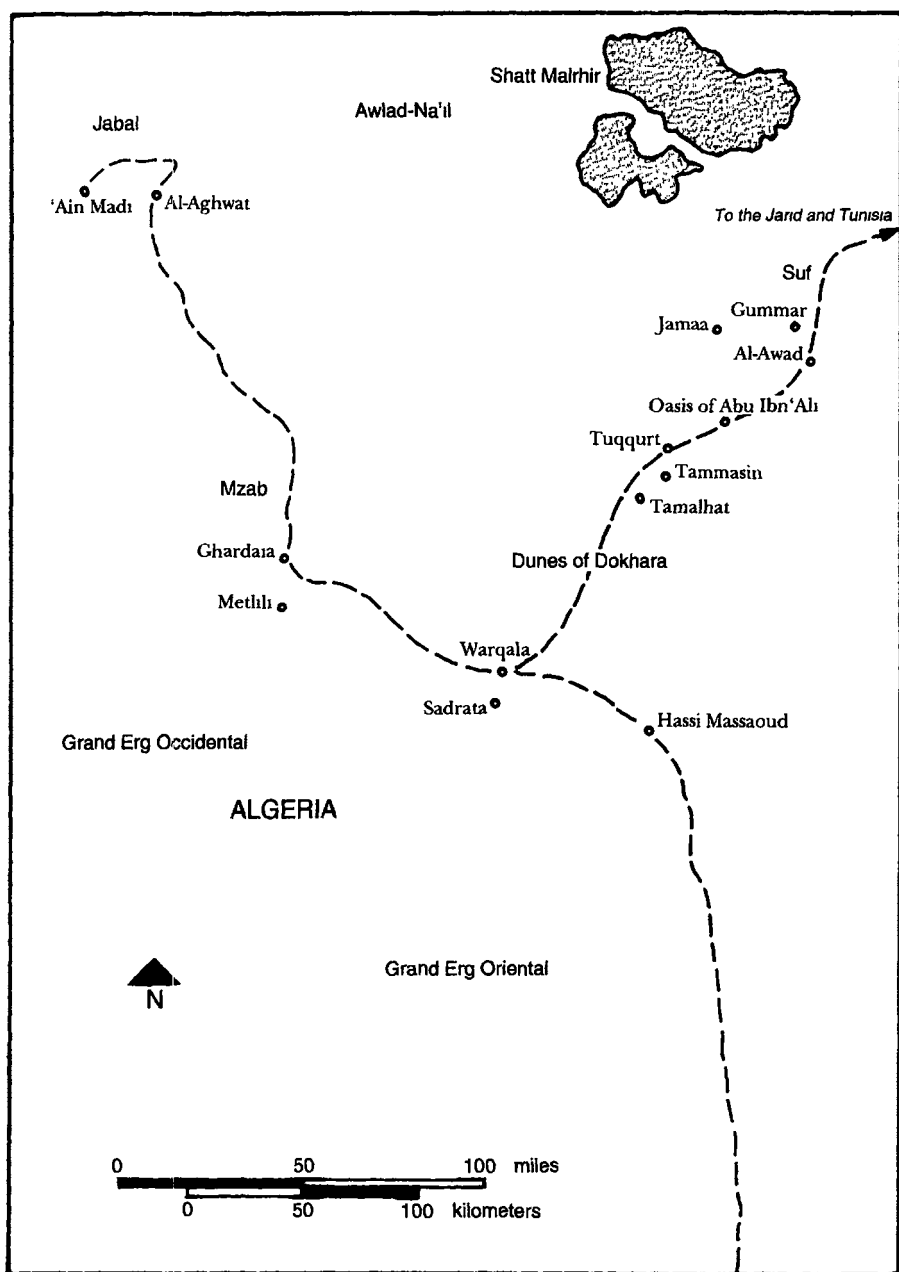 Shatt Malrhir
Awlad-Na'il
Jabal
'Ain Madi
Al-Aghwat
To the Jarid and Tunisia
Suf
Gummar
Jamaa
Al-Awad
Oasis of Abu Ibn 'Ali
Tuqqurt
Tammasin
Tamalhat
Mzab
Ghardaia
Dunes of Dokhara
Metlili
Warqala
Sadrata
Hassi Massaoud
Grand Erg Occidental
ALGERIA
Grand Erg Oriental
N
0 50 100 miles
0 50 100 kilometers